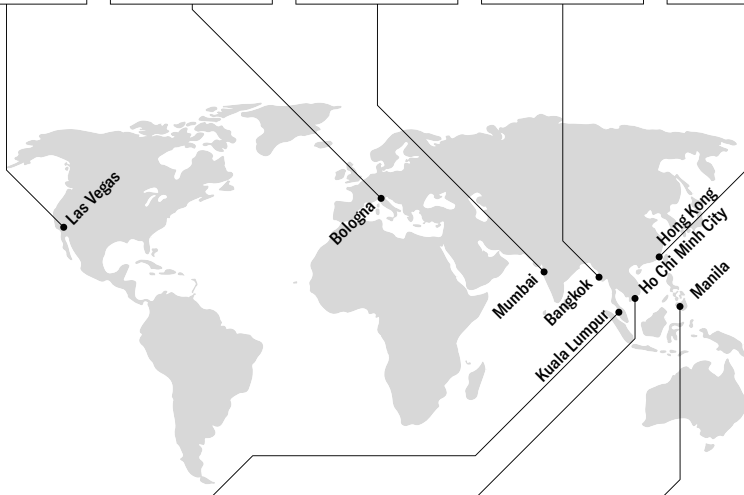 Las Vegas
Bologna
Mumbai
Bangkok
Kuala Lumpur
Hong Kong
Ho Chi Minh City
Manila